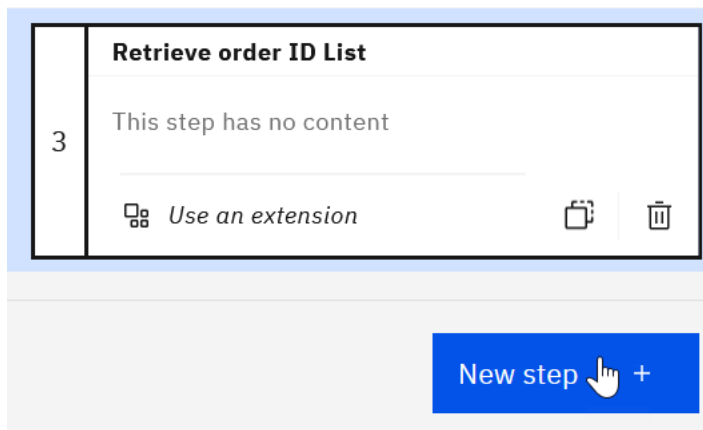 Retrieve order ID List
3
This step has no content
Use an extension
New step +